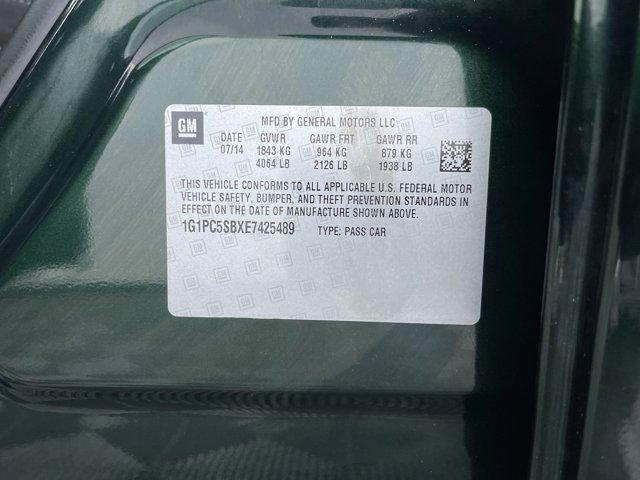 GM
MFD BY GENERAL MOTORS LLC
DATE GVWR GAWR FRT GAWR RR
07/14 1843 KG 964 KG 879 KG
4064 LB 2126 LB 1938 LB
THIS VEHICLE CONFORMS TO ALL APPLICABLE U.S. FEDERAL MOTOR
VEHICLE SAFETY, BUMPER, AND THEFT PREVENTION STANDARDS IN
EFFECT ON THE DATE OF MANUFACTURE SHOWN ABOVE.
1G1PC5SBXE7425489 TYPE: PASS CAR